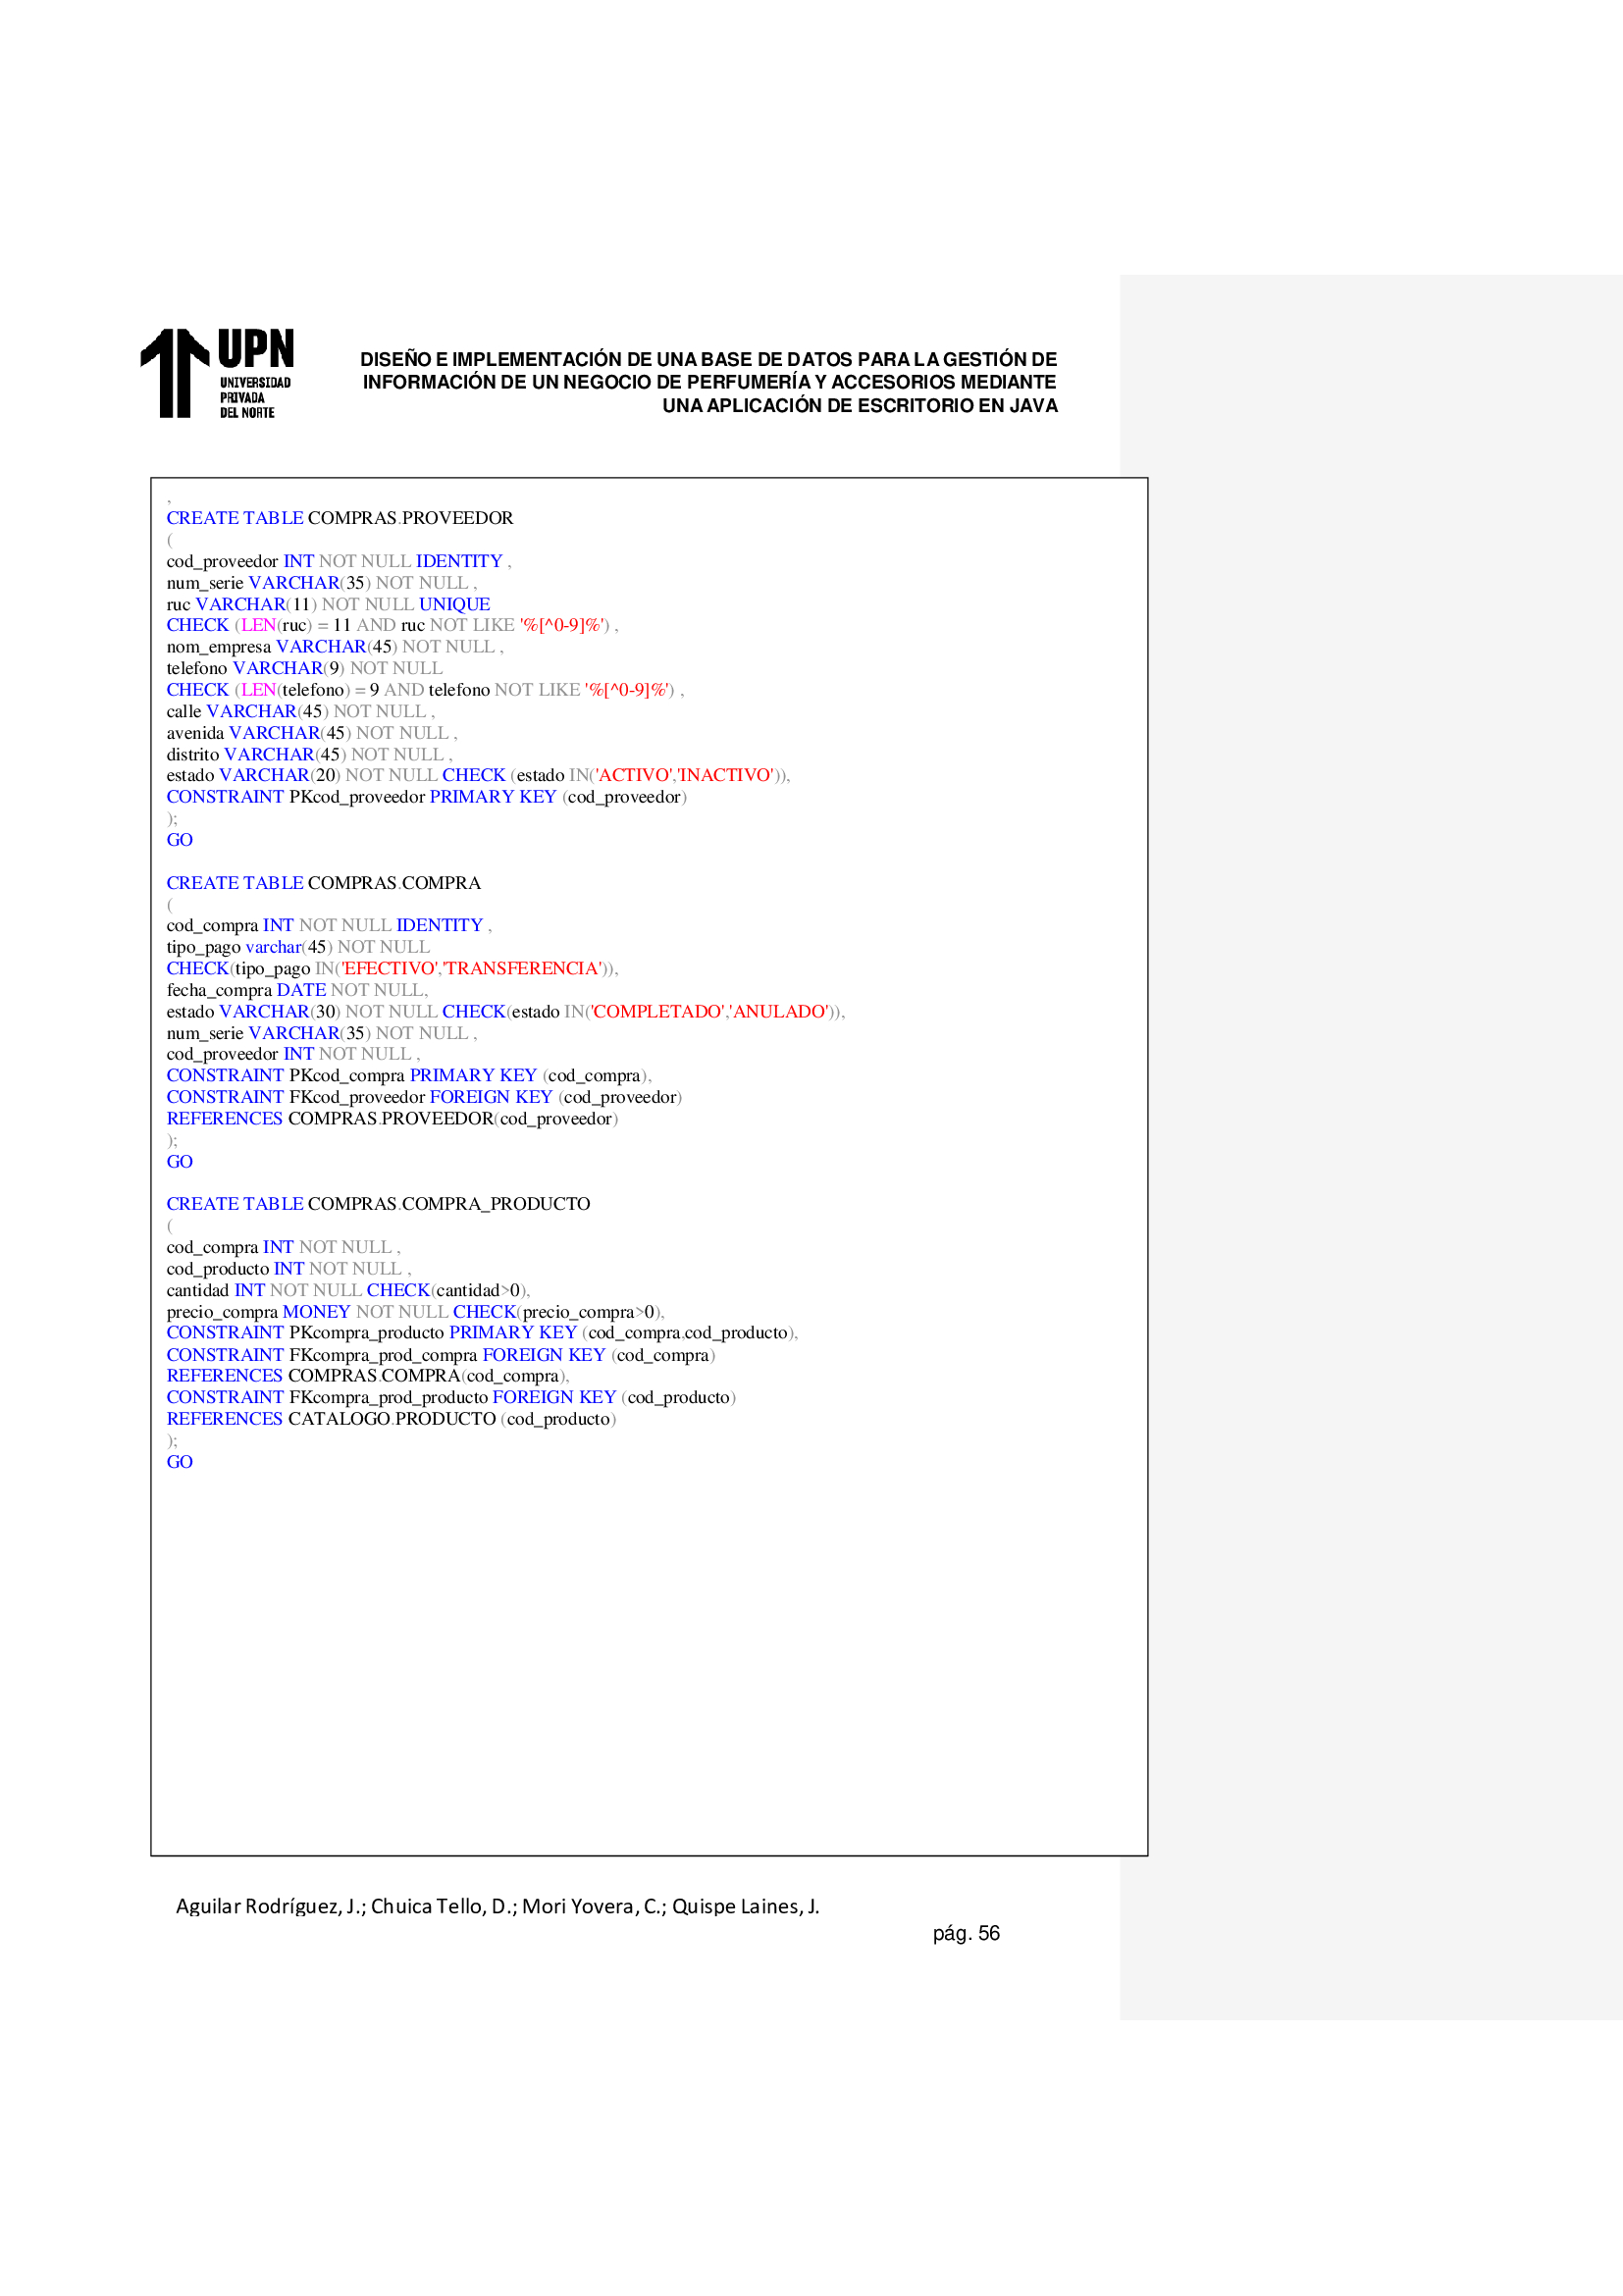 UPN
UNIVERSIDAD
PRIVADA
DEL NORTE
DISEÑO E IMPLEMENTACIÓN DE UNA BASE DE DATOS PARA LA GESTIÓN DE
INFORMACIÓN DE UN NEGOCIO DE PERFUMERÍA Y ACCESORIOS MEDIANTE
UNA APLICACIÓN DE ESCRITORIO EN JAVA
,
CREATE TABLE COMPRAS.PROVEEDOR
(
cod_proveedor INT NOT NULL IDENTITY ,
num_serie VARCHAR(35) NOT NULL ,
ruc VARCHAR(11) NOT NULL UNIQUE
CHECK (LEN(ruc) = 11 AND ruc NOT LIKE '%[^0-9]%') ,
nom_empresa VARCHAR(45) NOT NULL ,
telefono VARCHAR(9) NOT NULL
CHECK (LEN(telefono) = 9 AND telefono NOT LIKE '%[^0-9]%') ,
calle VARCHAR(45) NOT NULL ,
avenida VARCHAR(45) NOT NULL ,
distrito VARCHAR(45) NOT NULL ,
estado VARCHAR(20) NOT NULL CHECK (estado IN('ACTIVO','INACTIVO')),
CONSTRAINT PKcod_proveedor PRIMARY KEY (cod_proveedor)
);
GO
CREATE TABLE COMPRAS.COMPRA
(
cod_compra INT NOT NULL IDENTITY ,
tipo_pago varchar(45) NOT NULL
CHECK(tipo_pago IN('EFECTIVO','TRANSFERENCIA')),
fecha_compra DATE NOT NULL,
estado VARCHAR(30) NOT NULL CHECK(estado IN('COMPLETADO','ANULADO')),
num_serie VARCHAR(35) NOT NULL ,
cod_proveedor INT NOT NULL ,
CONSTRAINT PKcod_compra PRIMARY KEY (cod_compra),
CONSTRAINT FKcod_proveedor FOREIGN KEY (cod_proveedor)
REFERENCES COMPRAS.PROVEEDOR(cod_proveedor)
);
GO
CREATE TABLE COMPRAS.COMPRA_PRODUCTO
(
cod_compra INT NOT NULL ,
cod_producto INT NOT NULL ,
cantidad INT NOT NULL CHECK(cantidad>0),
precio_compra MONEY NOT NULL CHECK(precio_compra>0),
CONSTRAINT PKcompra_producto PRIMARY KEY (cod_compra,cod_producto),
CONSTRAINT FKcompra_prod_compra FOREIGN KEY (cod_compra)
REFERENCES COMPRAS.COMPRA(cod_compra),
CONSTRAINT FKcompra_prod_producto FOREIGN KEY (cod_producto)
REFERENCES CATALOGO.PRODUCTO (cod_producto)
);
GO
Aguilar Rodríguez, J.; Chuica Tello, D.; Mori Yovera, C.; Quispe Laines, J.
pág. 56